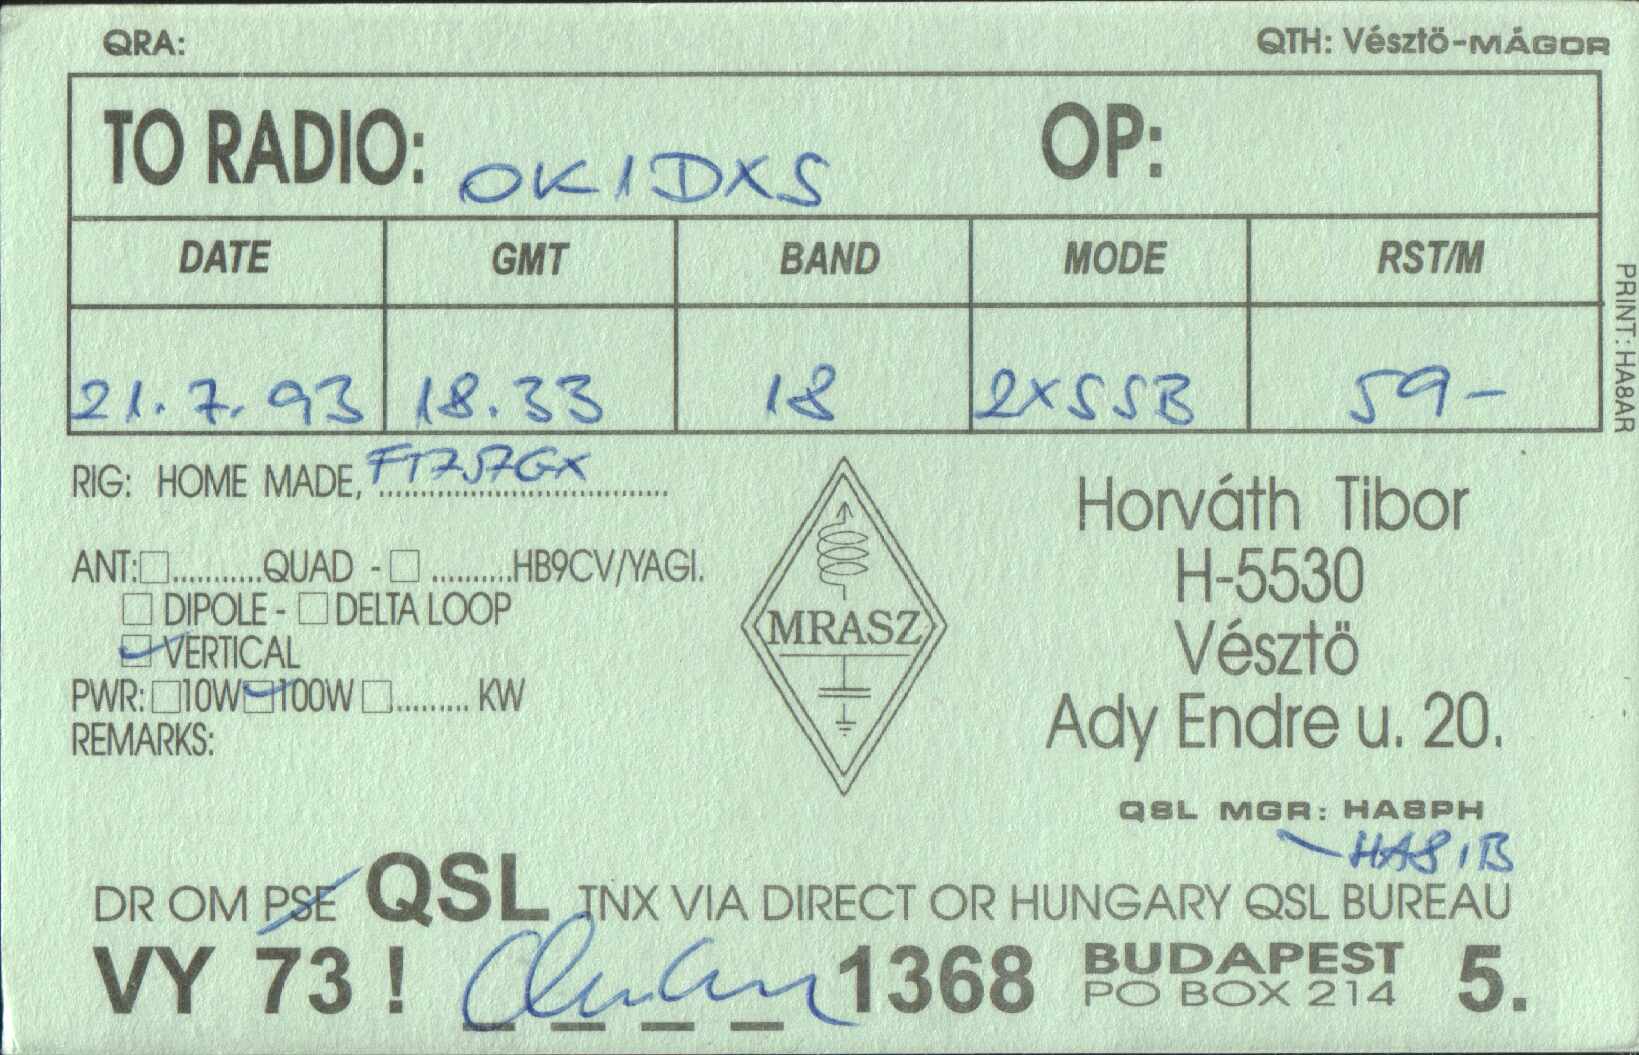 QRA: QTH: Vésztö-MÁGOR
TO RADIO: OK1DXS OP:
DATE GMT BAND MODE RST/M
21.7.93 18.33 18 2XSSB 59-
PRINT: HA8AR
RIG: HOME MADE, FT757GX
ANT: ...........QUAD - ..........HB9CV/YAGI.
DIPOLE - DELTA LOOP
VERTICAL
PWR: 10W 100W ......... KW
REMARKS:
MRASZ
Horváth Tibor
H-5530
Vésztö
Ady Endre u. 20.
QSL MGR: HA8PH
HA8IB
DR OM PSE QSL TNX VIA DIRECT OR HUNGARY QSL BUREAU
VY 73 ! 1368 BUDAPEST 5.
PO BOX 214